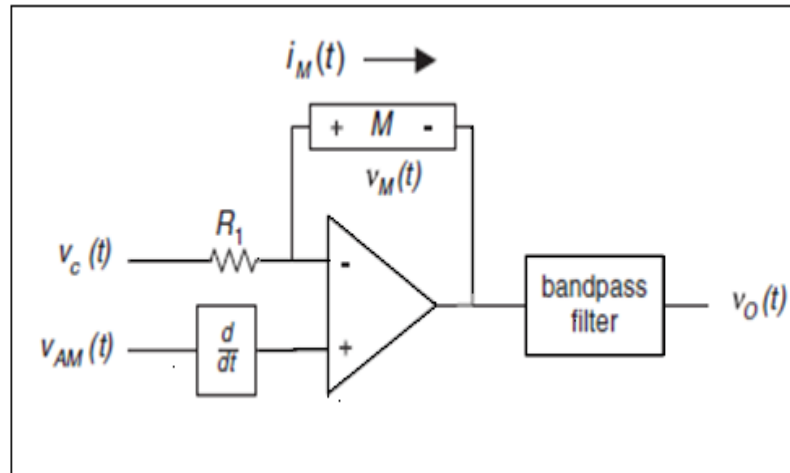 i_M(t)
+ M -
v_M(t)
R_1
v_c(t)
-
bandpass
filter
v_O(t)
v_AM(t)
d
dt
+